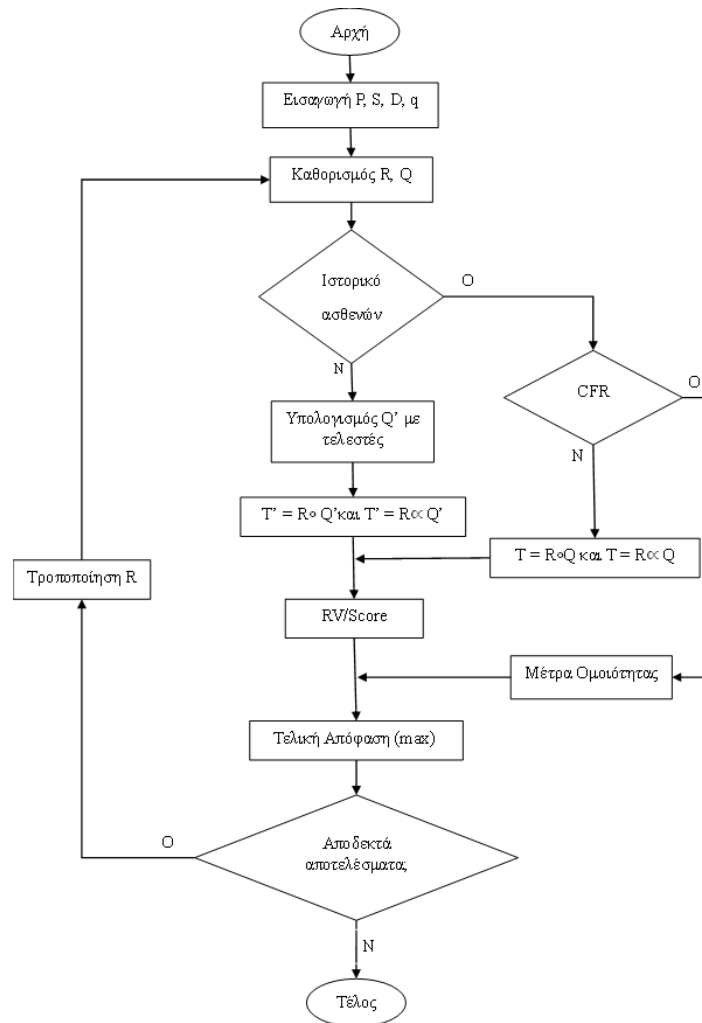 Αρχή
Εισαγωγή P, S, D, q
Καθορισμός R, Q
Ιστορικό
ασθενών
Ο
Ν
CFR
Ο
Ν
Υπολογισμός Q’ με
τελεστές
T’ = R∘ Q’και T’ = R∝ Q’
T = R∘Q και T = R∝ Q
Τροποποίηση R
RV/Score
Μέτρα Ομοιότητας
Τελική Απόφαση (max)
Ο
Αποδεκτά
αποτελέσματα;
Ν
Τέλος